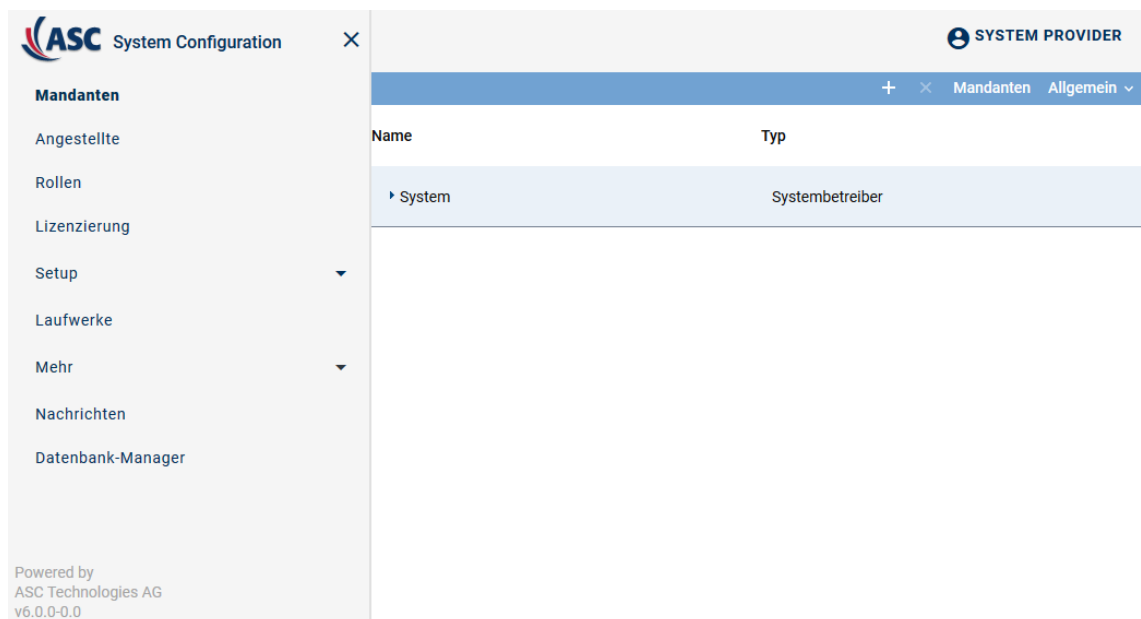 ASC System Configuration
SYSTEM PROVIDER
Mandanten
Angestellte
Rollen
Lizenzierung
Setup
Laufwerke
Mehr
Nachrichten
Datenbank-Manager
Powered by
ASC Technologies AG
v6.0.0-0.0
Mandanten Allgemein
Name Typ
System Systembetreiber